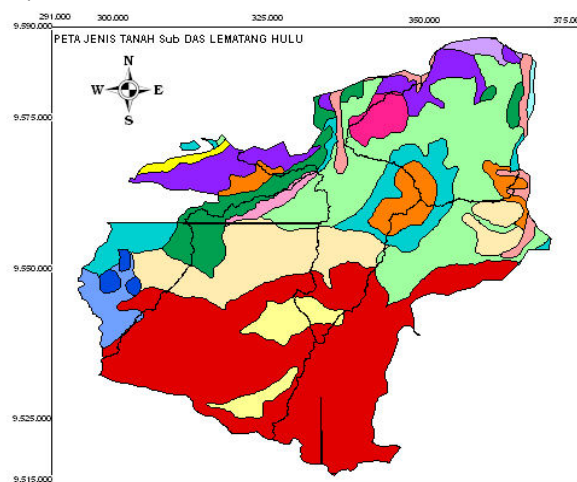 291.000 300.000 325.000 350.000 375.000
9.590.000
PETA JENIS TANAH Sub DAS LEMATANG HULU
N
W E
S
9.575.000
9.550.000
9.525.000
9.515.000